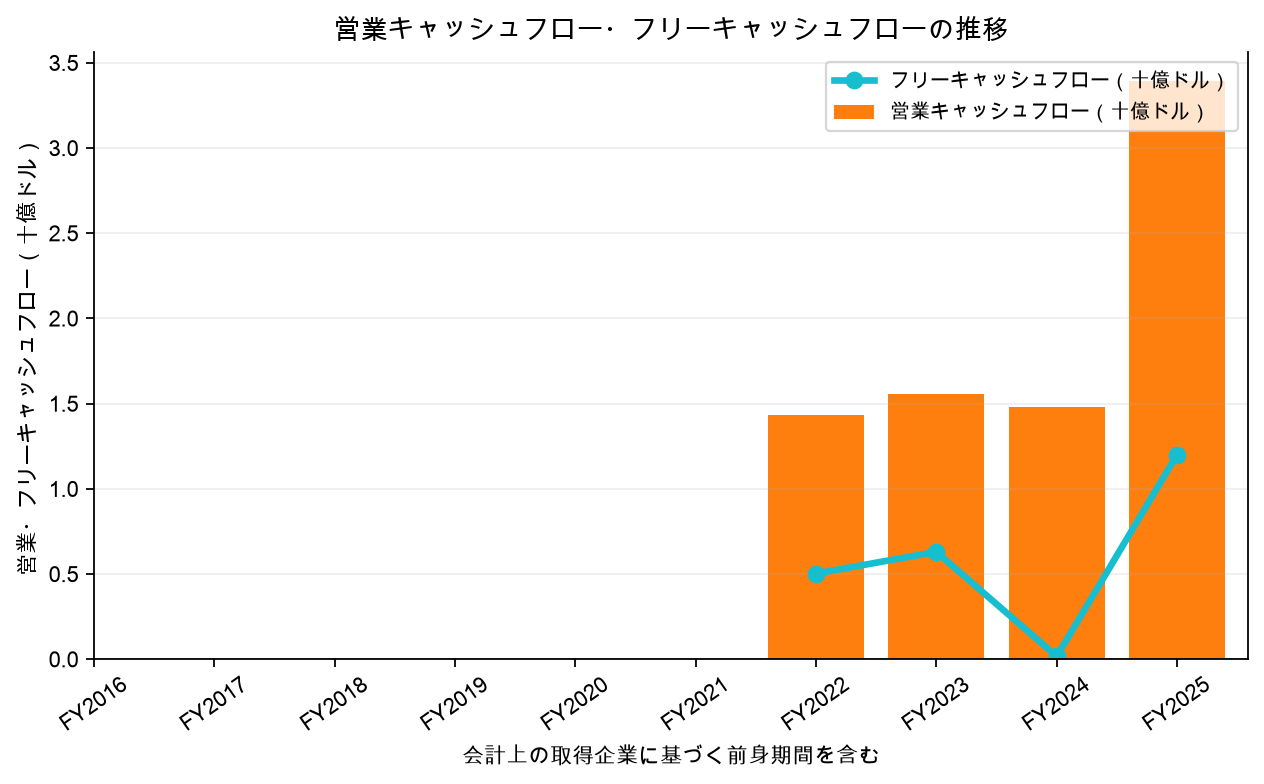 営業キャッシュフロー・フリーキャッシュフローの推移
フリーキャッシュフロー（十億ドル）
営業キャッシュフロー（十億ドル）
営業・フリーキャッシュフロー（十億ドル）
3.5
3.0
2.5
2.0
1.5
1.0
0.5
0.0
FY2016
FY2017
FY2018
FY2019
FY2020
FY2021
FY2022
FY2023
FY2024
FY2025
会計上の取得企業に基づく前身期間を含む